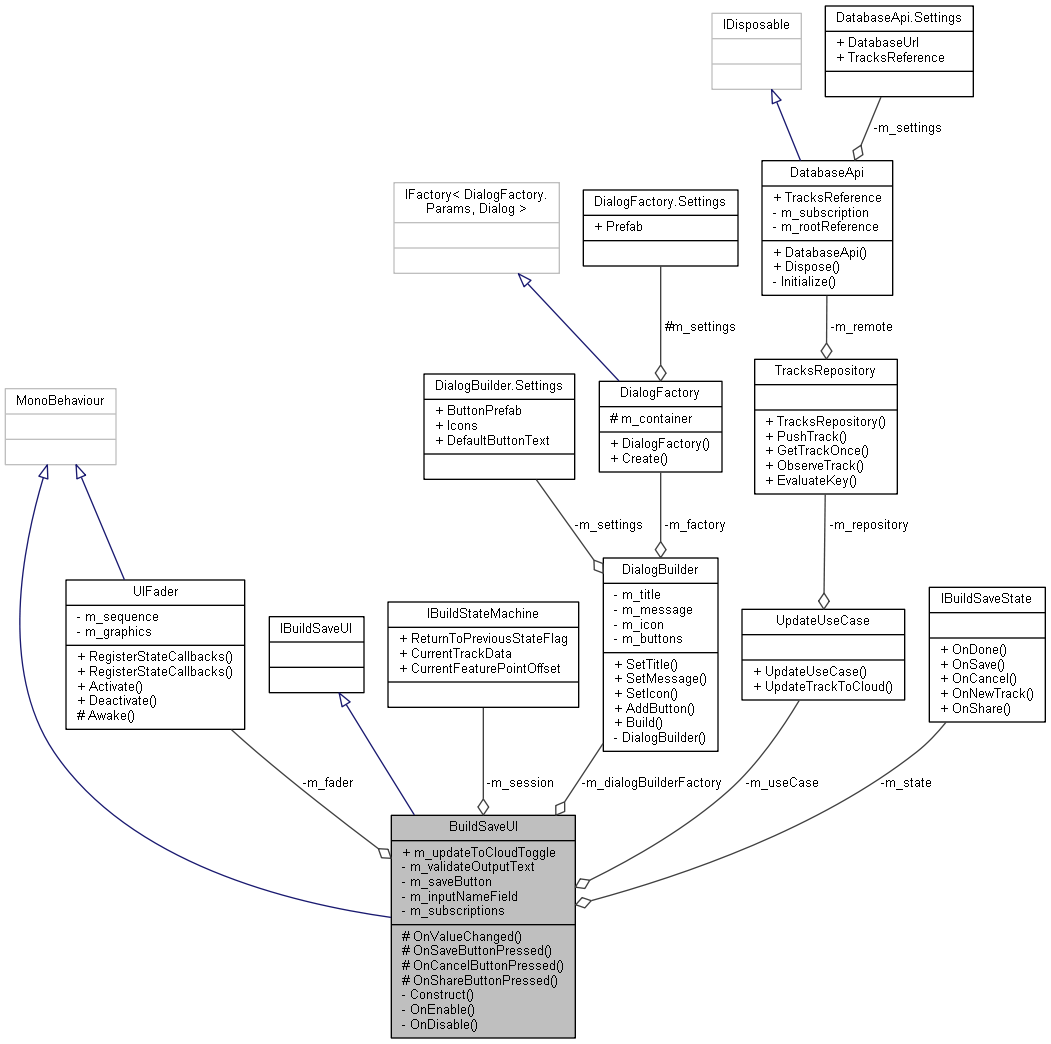 IDisposable
DatabaseApi.Settings
+ DatabaseUrl
+ TracksReference
-m_settings
DatabaseApi
+ TracksReference
- m_subscription
- m_rootReference
+ DatabaseApi()
+ Dispose()
- Initialize()
IFactory< DialogFactory.
Params, Dialog >
DialogFactory.Settings
+ Prefab
#m_settings
-m_remote
MonoBehaviour
DialogBuilder.Settings
+ ButtonPrefab
+ Icons
+ DefaultButtonText
DialogFactory
# m_container
+ DialogFactory()
+ Create()
TracksRepository
+ TracksRepository()
+ PushTrack()
+ GetTrackOnce()
+ ObserveTrack()
+ EvaluateKey()
-m_settings
-m_factory
-m_repository
UIFader
- m_sequence
- m_graphics
+ RegisterStateCallbacks()
+ RegisterStateCallbacks()
+ Activate()
+ Deactivate()
# Awake()
IBuildSaveUI
IBuildStateMachine
+ ReturnToPreviousStateFlag
+ CurrentTrackData
+ CurrentFeaturePointOffset
DialogBuilder
- m_title
- m_message
- m_icon
- m_buttons
+ SetTitle()
+ SetMessage()
+ SetIcon()
+ AddButton()
+ Build()
- DialogBuilder()
UpdateUseCase
+ UpdateUseCase()
+ UpdateTrackToCloud()
IBuildSaveState
+ OnDone()
+ OnSave()
+ OnCancel()
+ OnNewTrack()
+ OnShare()
-m_fader
-m_session
-m_dialogBuilderFactory
-m_useCase
-m_state
BuildSaveUI
+ m_updateToCloudToggle
- m_validateOutputText
- m_saveButton
- m_inputNameField
- m_subscriptions
# OnValueChanged()
# OnSaveButtonPressed()
# OnCancelButtonPressed()
# OnShareButtonPressed()
- Construct()
- OnEnable()
- OnDisable()